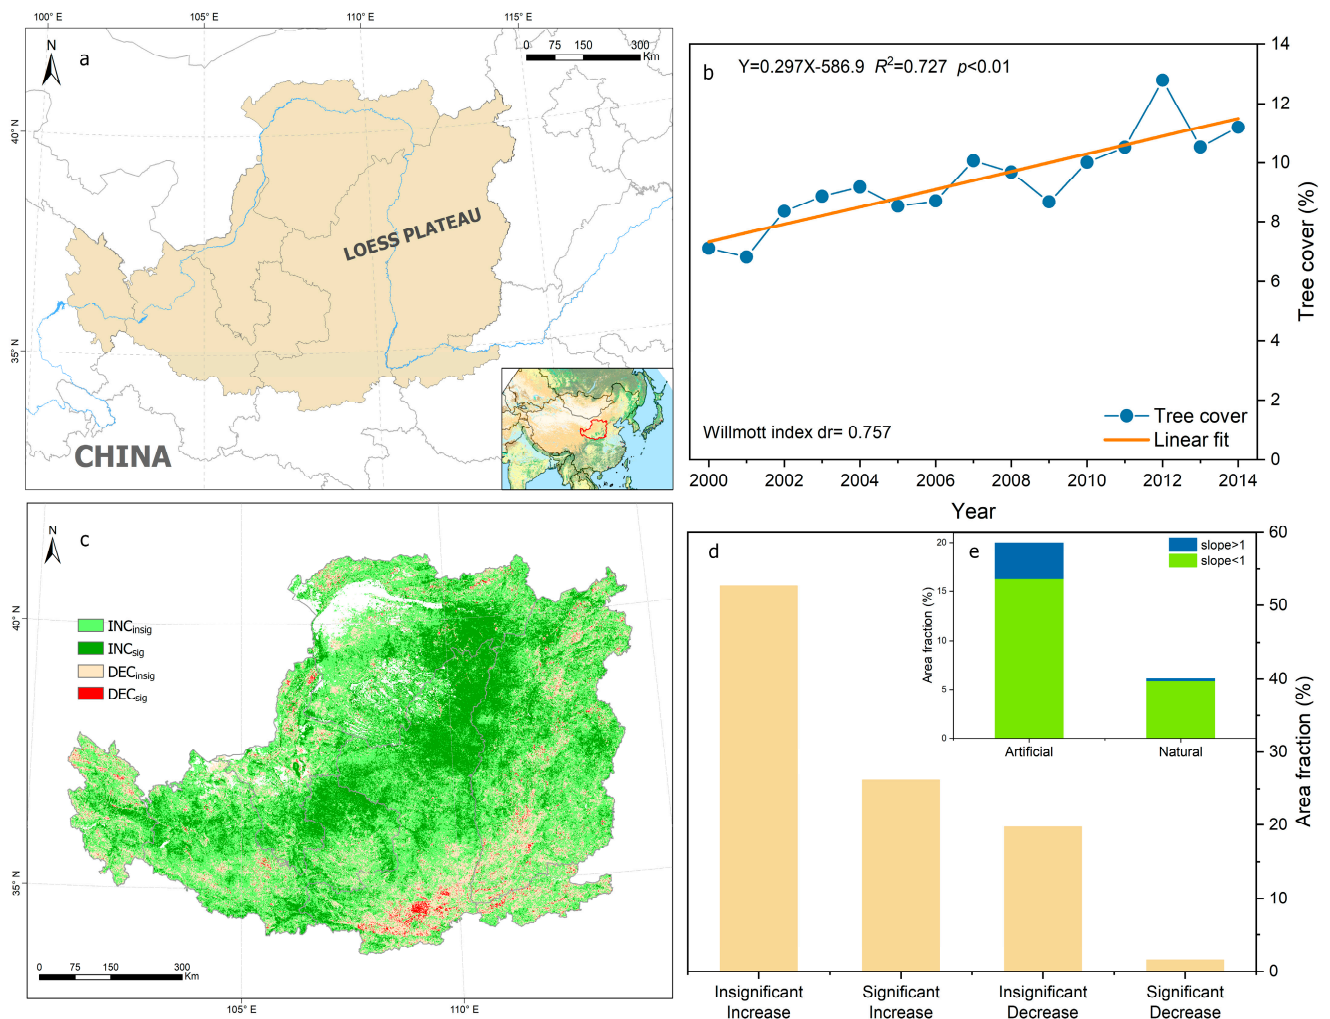 100° E
105° E
110° E
115° E
N
a
0 75 150 300
Km
40° N
35° N
LOESS PLATEAU
CHINA
b
Y=0.297X-586.9 R²=0.727 p<0.01
Willmott index dr= 0.757
Tree cover
Linear fit
14
12
10
8
6
4
2
0
Tree cover (%)
2000 2002 2004 2006 2008 2010 2012 2014
Year
N
c
40° N
35° N
INCinsig
INCsig
DECinsig
DECsig
0 75 150 300
Km
105° E
110° E
d
60
50
40
30
20
10
0
Area fraction (%)
Insignificant Increase
Significant Increase
Insignificant Decrease
Significant Decrease
e
slope>1
slope<1
20
15
10
5
0
Area fraction (%)
Artificial
Natural